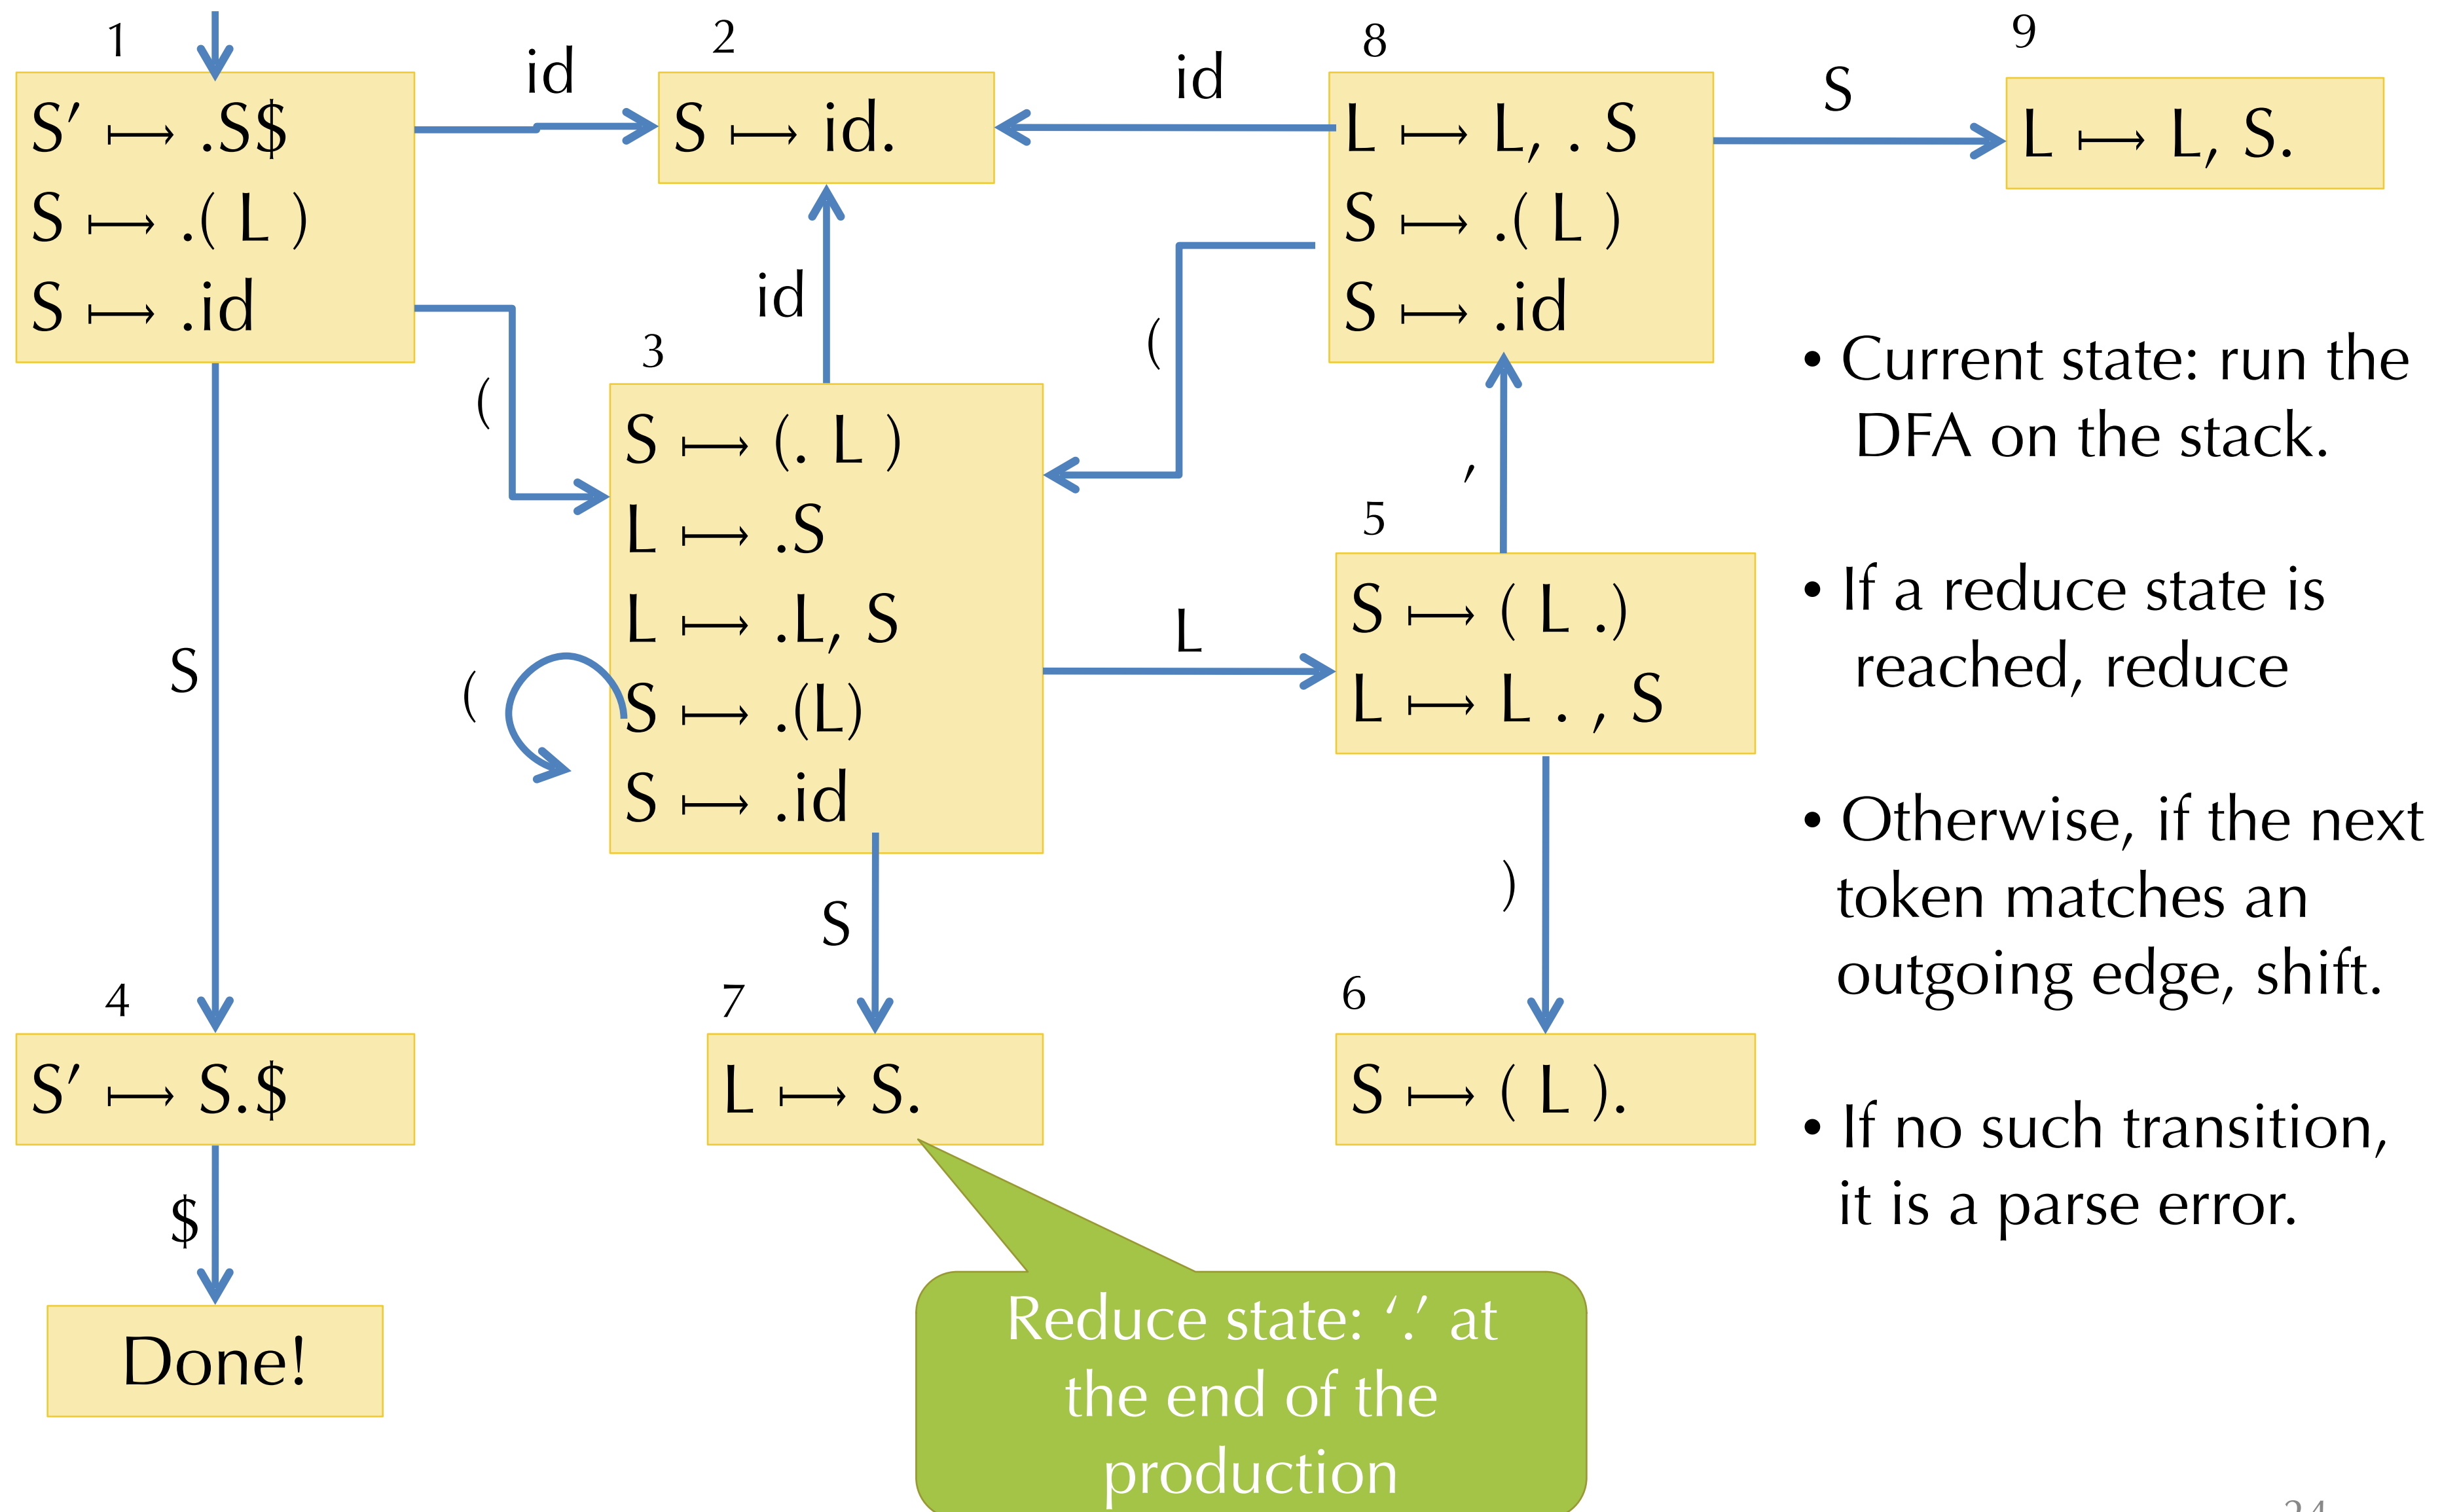 1
S′ ⟼ .S$
S ⟼ .( L )
S ⟼ .id
id
2
S ⟼ id.
id
8
L ⟼ L, . S
S ⟼ .( L )
S ⟼ .id
S
9
L ⟼ L, S.
id
(
(
3
S ⟼ (. L )
L ⟼ .S
L ⟼ .L, S
S ⟼ .(L)
S ⟼ .id
(
S
L
,
5
S ⟼ ( L .)
L ⟼ L . , S
)
S
4
S′ ⟼ S.$
7
L ⟼ S.
6
S ⟼ ( L ).
$
Done!
Reduce state: ‘.’ at
the end of the
production
• Current state: run the
DFA on the stack.
• If a reduce state is
reached, reduce
• Otherwise, if the next
token matches an
outgoing edge, shift.
• If no such transition,
it is a parse error.